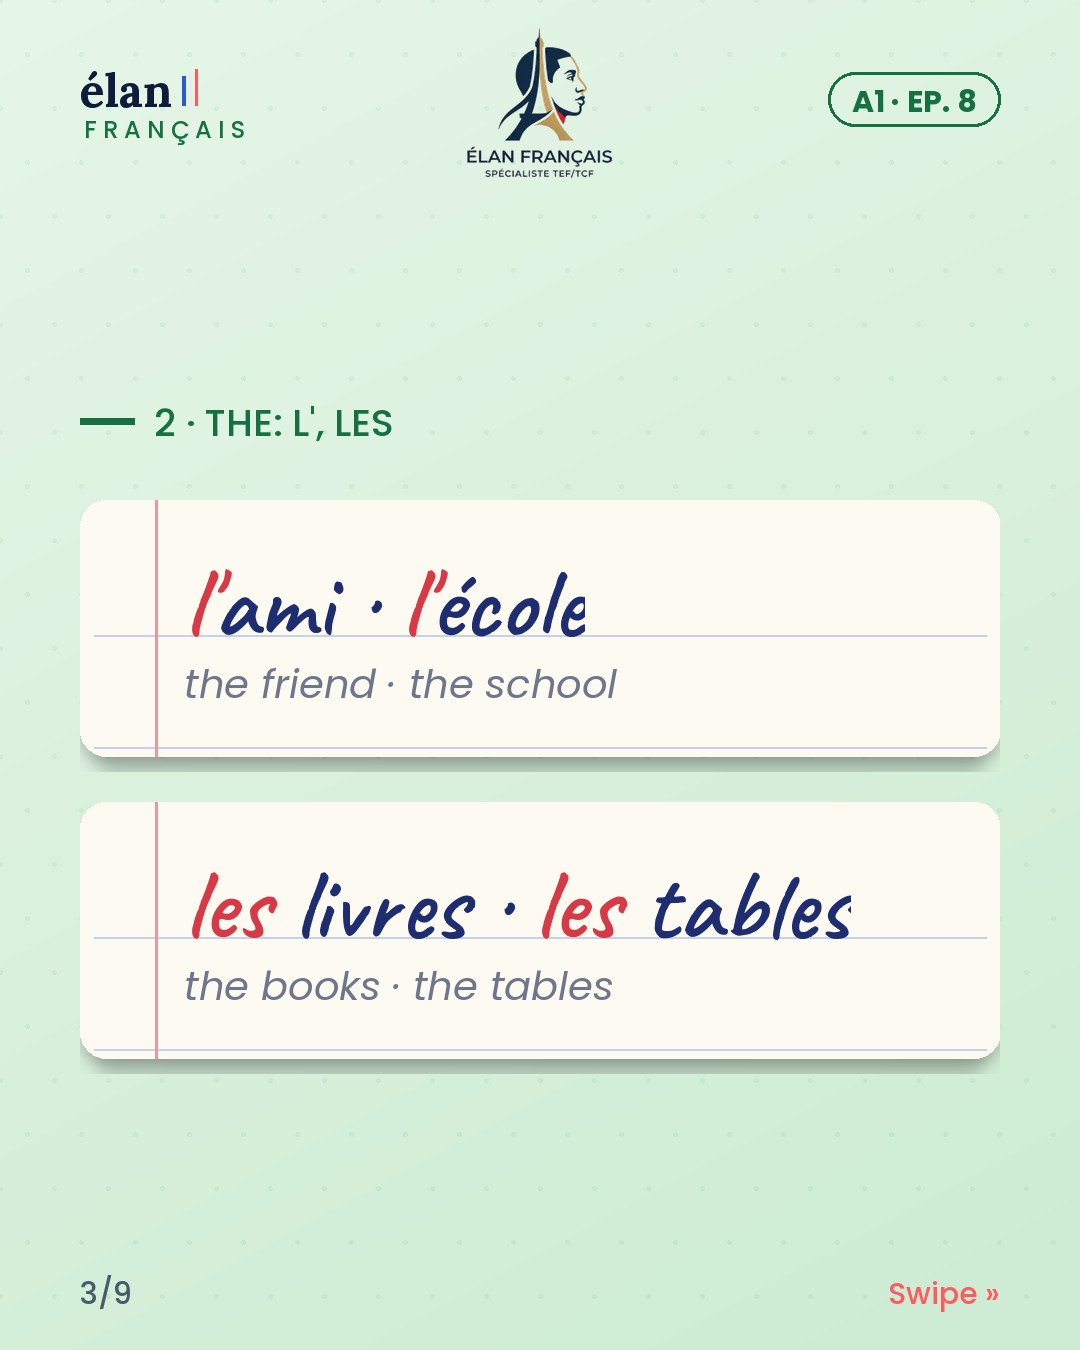 élan
FRANÇAIS
ÉLAN FRANÇAIS
SPÉCIALISTE TEF/TCF
A1 · EP. 8
2 · THE: L', LES
l'ami · l'école
the friend · the school
les livres · les tables
the books · the tables
3/9
Swipe »